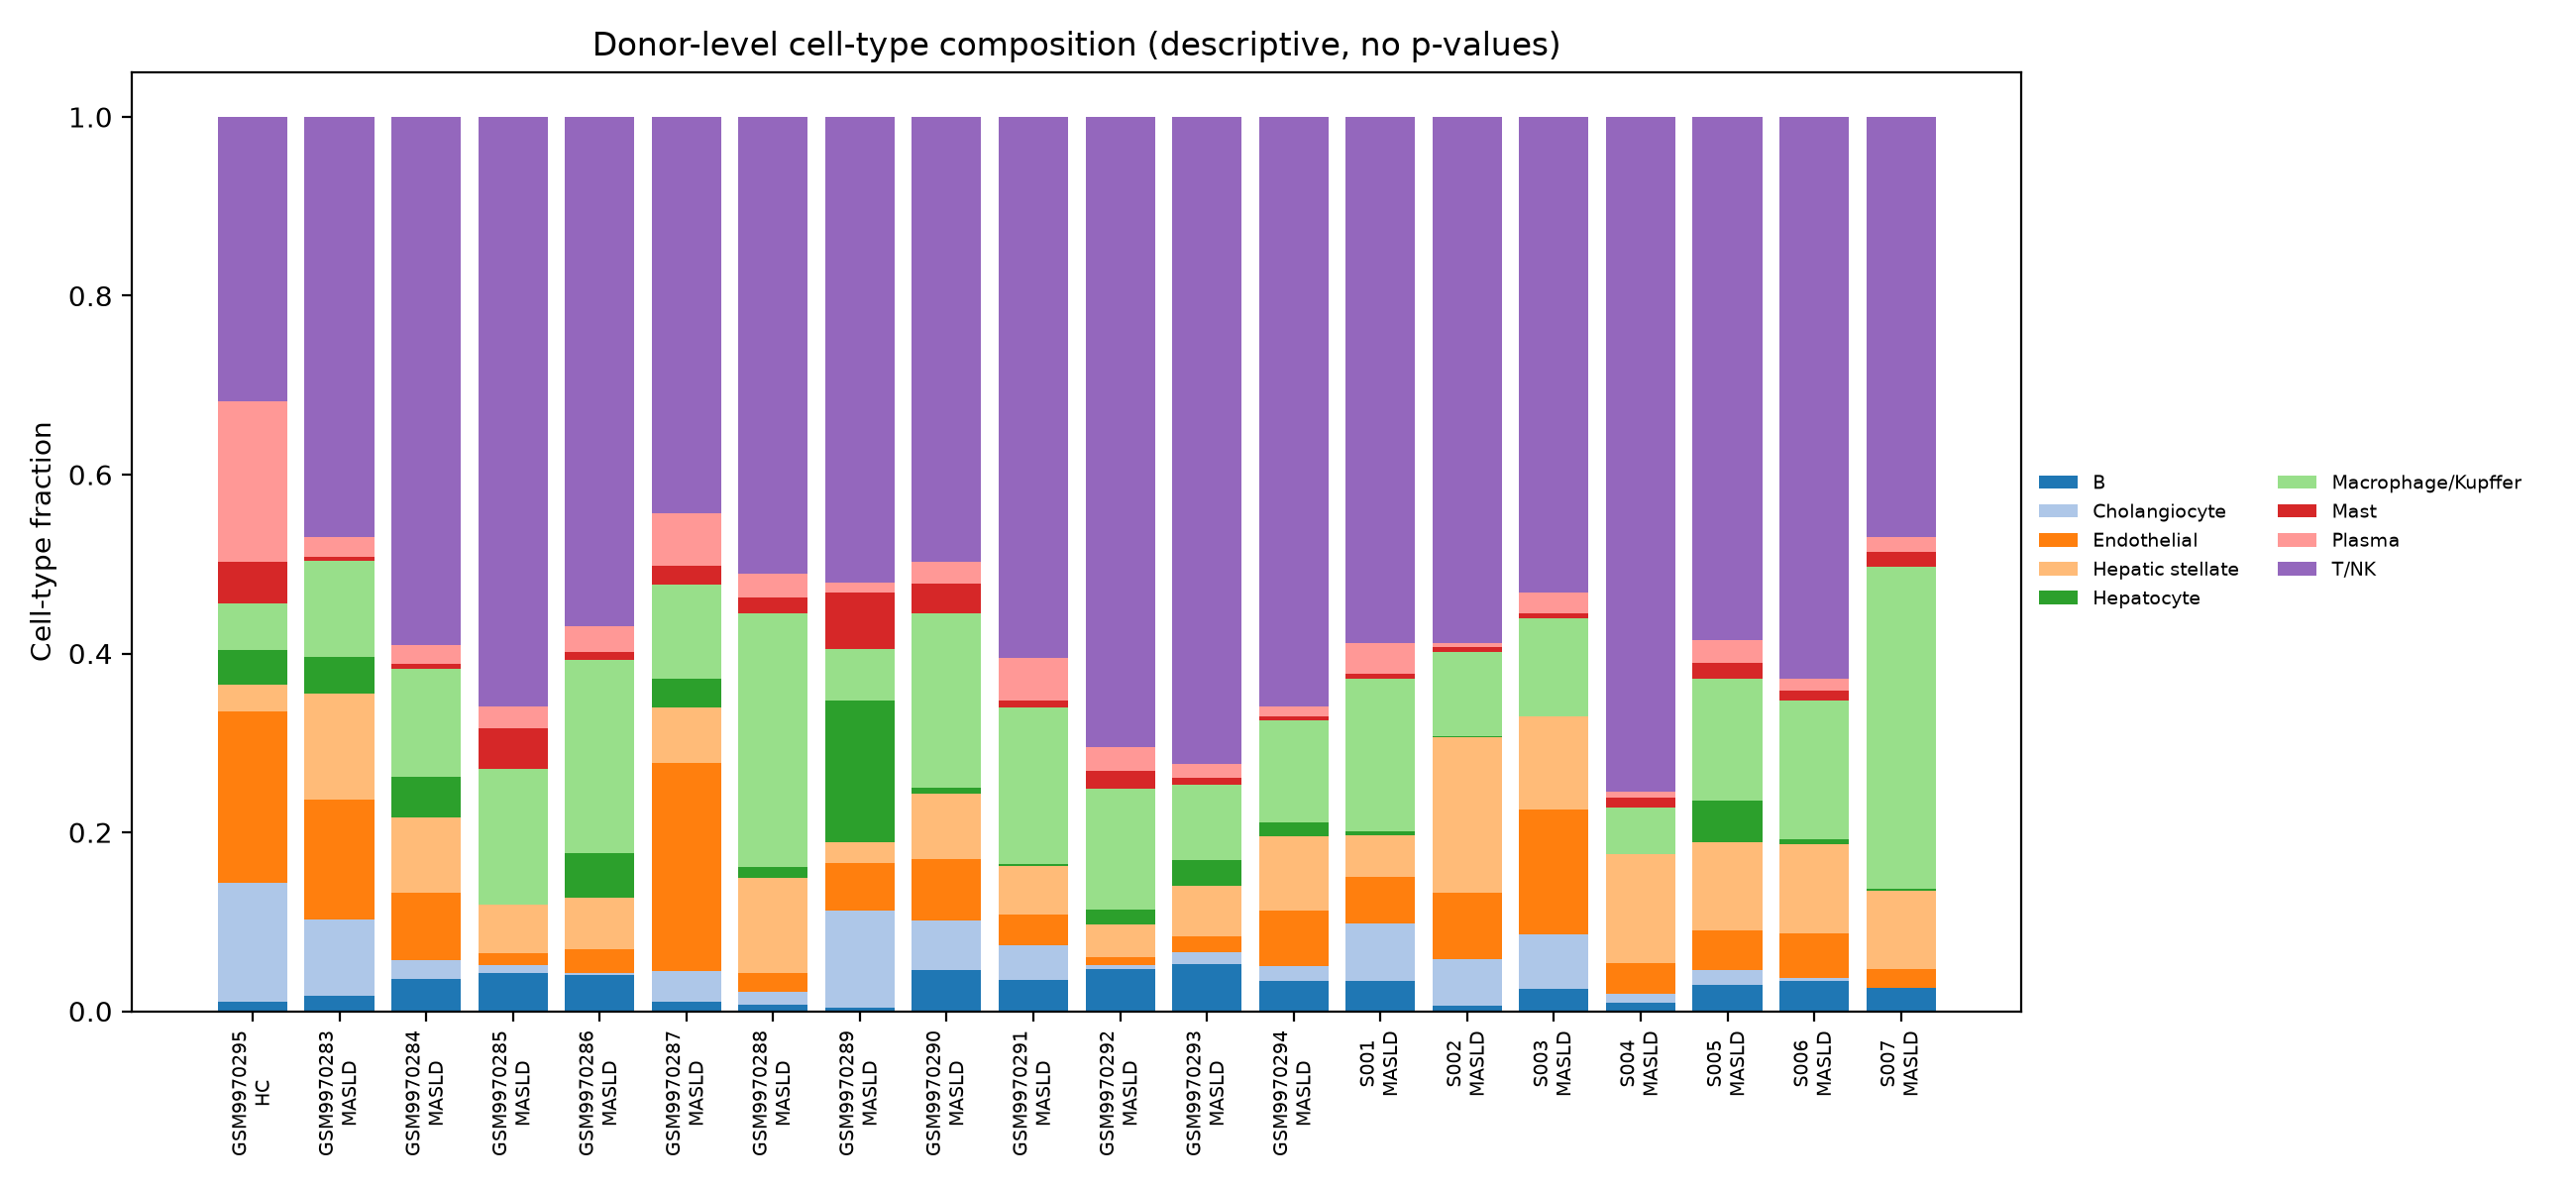 Donor-level cell-type composition (descriptive, no p-values)
Cell-type fraction
1.0
0.8
0.6
0.4
0.2
0.0
GSM9970295
HC
GSM9970283
MASLD
GSM9970284
MASLD
GSM9970285
MASLD
GSM9970286
MASLD
GSM9970287
MASLD
GSM9970288
MASLD
GSM9970289
MASLD
GSM9970290
MASLD
GSM9970291
MASLD
GSM9970292
MASLD
GSM9970293
MASLD
GSM9970294
MASLD
S001
MASLD
S002
MASLD
S003
MASLD
S004
MASLD
S005
MASLD
S006
MASLD
S007
MASLD
B
Cholangiocyte
Endothelial
Hepatic stellate
Hepatocyte
Macrophage/Kupffer
Mast
Plasma
T/NK